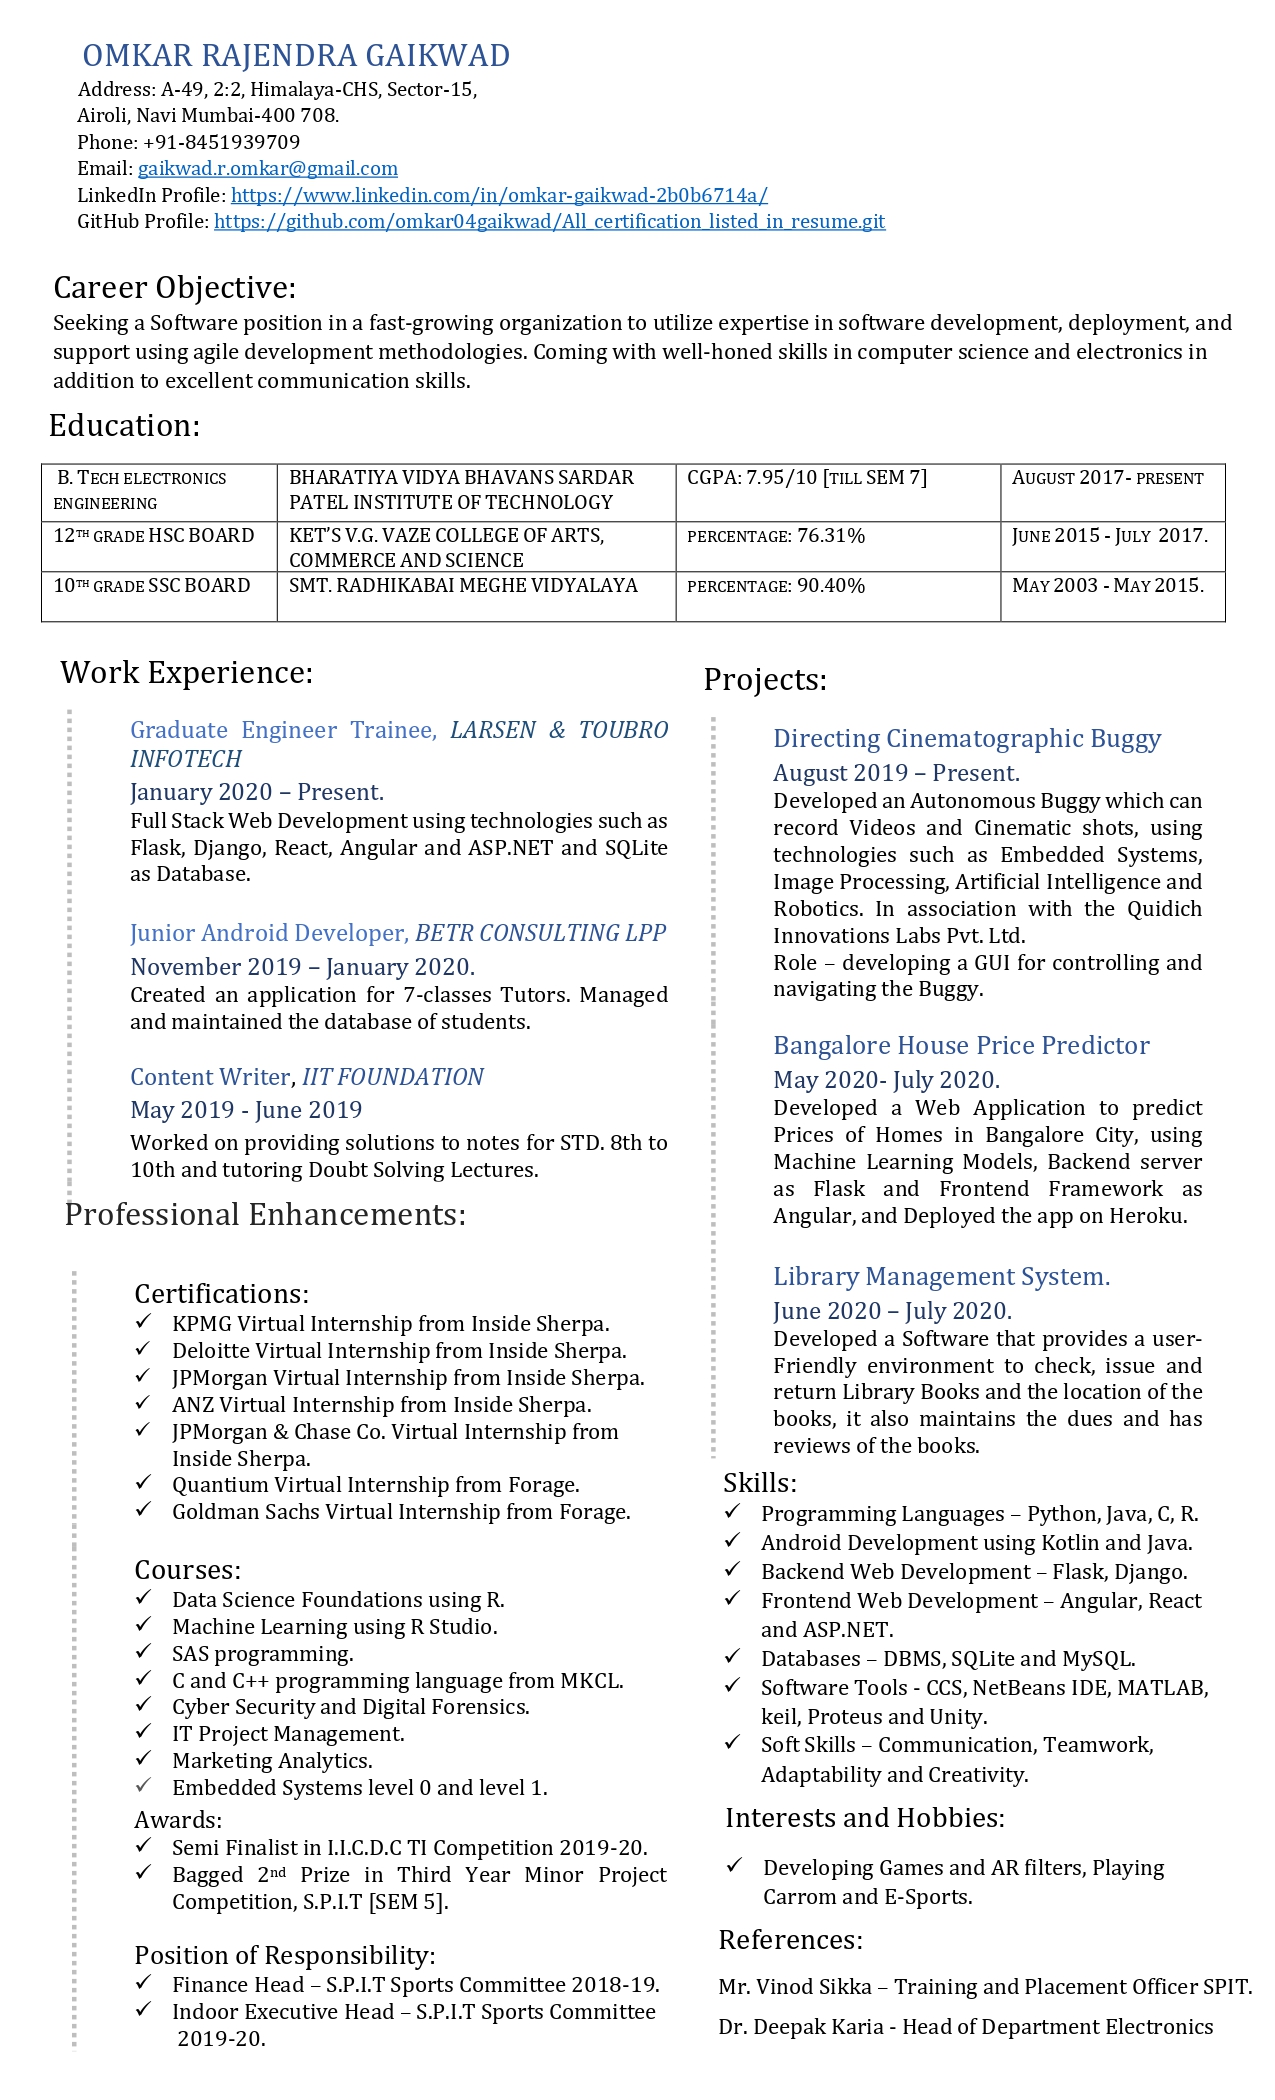 OMKAR RAJENDRA GAIKWAD
Address: A-49, 2:2, Himalaya-CHS, Sector-15,
Airoli, Navi Mumbai-400 708.
Phone: +91-8451939709
Email: gaikwad.r.omkar@gmail.com
LinkedIn Profile: https://www.linkedin.com/in/omkar-gaikwad-2b0b6714a/
GitHub Profile: https://github.com/omkar04gaikwad/All_certification_listed_in_resume.git
Career Objective:
Seeking a Software position in a fast-growing organization to utilize expertise in software development, deployment, and
support using agile development methodologies. Coming with well-honed skills in computer science and electronics in
addition to excellent communication skills.
Education:
B. TECH ELECTRONICS
ENGINEERING
BHARATIYA VIDYA BHAVANS SARDAR
PATEL INSTITUTE OF TECHNOLOGY
CGPA: 7.95/10 [TILL SEM 7]
AUGUST 2017- PRESENT
12TH GRADE HSC BOARD
KET'S V.G. VAZE COLLEGE OF ARTS,
COMMERCE AND SCIENCE
PERCENTAGE: 76.31%
JUNE 2015 - JULY 2017.
10TH GRADE SSC BOARD
SMT. RADHIKABAI MEGHE VIDYALAYA
PERCENTAGE: 90.40%
MAY 2003 - MAY 2015.
Work Experience:
Graduate Engineer Trainee, LARSEN & TOUBRO
INFOTECH
January 2020 – Present.
Full Stack Web Development using technologies such as
Flask, Django, React, Angular and ASP.NET and SQLite
as Database.
Junior Android Developer, BETR CONSULTING LPP
November 2019 – January 2020.
Created an application for 7-classes Tutors. Managed
and maintained the database of students.
Content Writer, IIT FOUNDATION
May 2019 - June 2019
Worked on providing solutions to notes for STD. 8th to
10th and tutoring Doubt Solving Lectures.
Professional Enhancements:
Certifications:
✓ KPMG Virtual Internship from Inside Sherpa.
✓ Deloitte Virtual Internship from Inside Sherpa.
✓ JPMorgan Virtual Internship from Inside Sherpa.
✓ ANZ Virtual Internship from Inside Sherpa.
✓ JPMorgan & Chase Co. Virtual Internship from
Inside Sherpa.
✓ Quantium Virtual Internship from Forage.
✓ Goldman Sachs Virtual Internship from Forage.
Courses:
✓ Data Science Foundations using R.
✓ Machine Learning using R Studio.
✓ SAS programming.
✓ C and C++ programming language from MKCL.
✓ Cyber Security and Digital Forensics.
✓ IT Project Management.
✓ Marketing Analytics.
✓ Embedded Systems level 0 and level 1.
Awards:
✓ Semi Finalist in I.I.C.D.C TI Competition 2019-20.
✓ Bagged 2nd Prize in Third Year Minor Project
Competition, S.P.I.T [SEM 5].
Position of Responsibility:
✓ Finance Head – S.P.I.T Sports Committee 2018-19.
✓ Indoor Executive Head – S.P.I.T Sports Committee
2019-20.
Projects:
Directing Cinematographic Buggy
August 2019 – Present.
Developed an Autonomous Buggy which can
record Videos and Cinematic shots, using
technologies such as Embedded Systems,
Image Processing, Artificial Intelligence and
Robotics. In association with the Quidich
Innovations Labs Pvt. Ltd.
Role – developing a GUI for controlling and
navigating the Buggy.
Bangalore House Price Predictor
May 2020- July 2020.
Developed a Web Application to predict
Prices of Homes in Bangalore City, using
Machine Learning Models, Backend server
as Flask and Frontend Framework as
Angular, and Deployed the app on Heroku.
Library Management System.
June 2020 – July 2020.
Developed a Software that provides a user-
Friendly environment to check, issue and
return Library Books and the location of the
books, it also maintains the dues and has
reviews of the books.
Skills:
✓ Programming Languages – Python, Java, C, R.
✓ Android Development using Kotlin and Java.
✓ Backend Web Development – Flask, Django.
✓ Frontend Web Development – Angular, React
and ASP.NET.
✓ Databases – DBMS, SQLite and MySQL.
✓ Software Tools - CCS, NetBeans IDE, MATLAB,
keil, Proteus and Unity.
✓ Soft Skills – Communication, Teamwork,
Adaptability and Creativity.
Interests and Hobbies:
✓ Developing Games and AR filters, Playing
Carrom and E-Sports.
References:
Mr. Vinod Sikka – Training and Placement Officer SPIT.
Dr. Deepak Karia - Head of Department Electronics